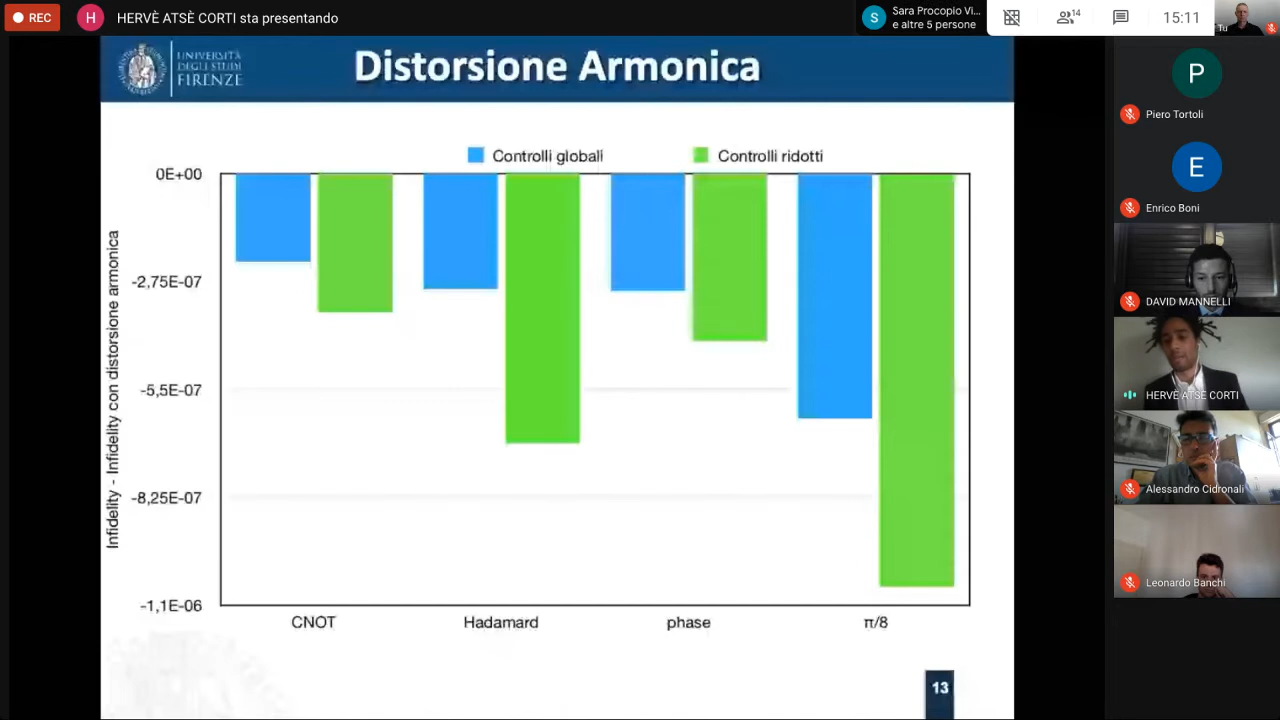 REC
H
HERVÈ ATSÈ CORTI sta presentando
S
Sara Procopio Vi...
e altre 5 persone
14
15:11
Tu
UNIVERSITÀ
DEGLI STUDI
FIRENZE
Distorsione Armonica
Controlli globali
Controlli ridotti
0E+00
-2,75E-07
-5,5E-07
-8,25E-07
-1,1E-06
Infidelity - Infidelity con distorsione armonica
CNOT
Hadamard
phase
π/8
13
P
Piero Tortoli
E
Enrico Boni
DAVID MANNELLI
HERVÈ ATSÈ CORTI
Alessandro Cidronali
Leonardo Banchi